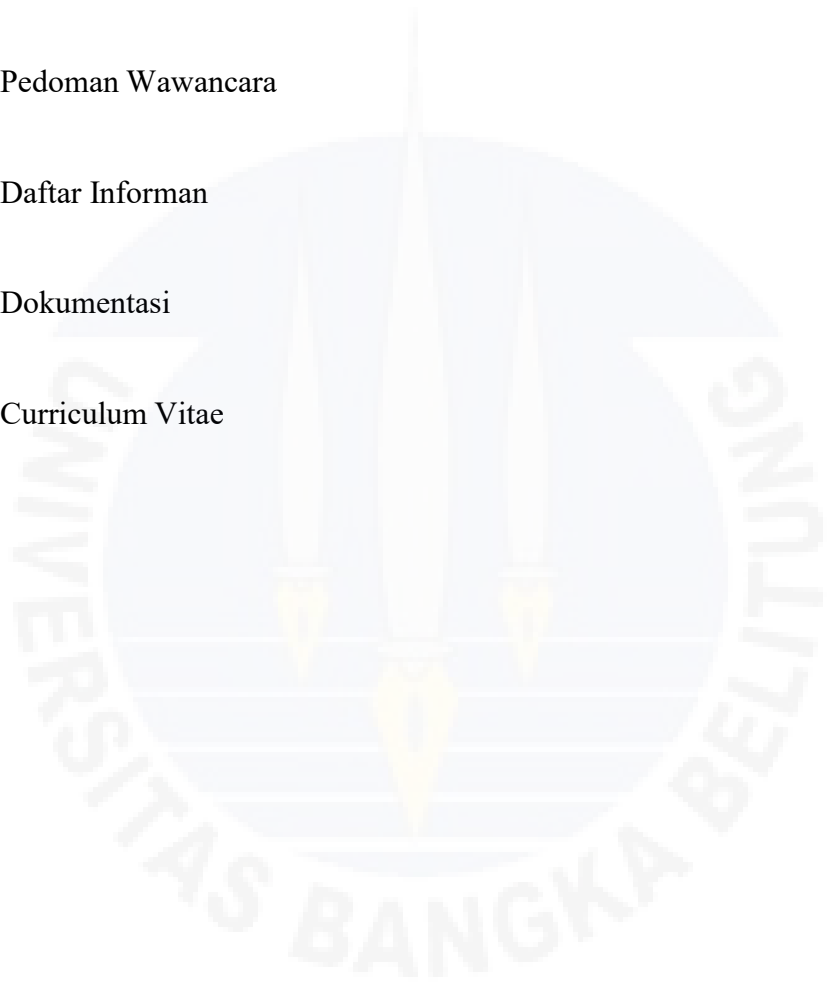 Pedoman Wawancara
Daftar Informan
Dokumentasi
Curriculum Vitae
UNIVERSITAS BANGKA BELITUNG